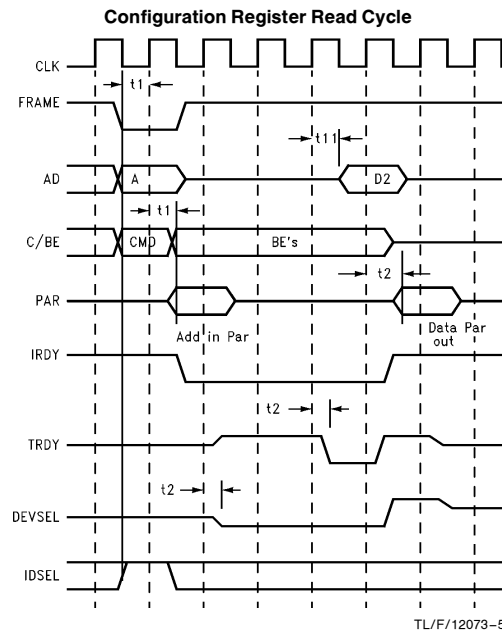 Configuration Register Read Cycle
CLK
t1
FRAME
t11
AD
A
D2
t1
C/BE
CMD
BE's
t2
PAR
Add in Par
Data Par
out
IRDY
t2
TRDY
t2
DEVSEL
IDSEL
TL/F/12073–5